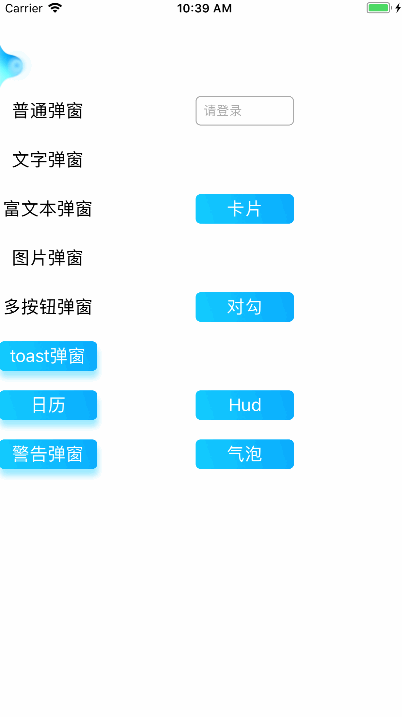 Carrier 10:39 AM
普通弹窗 请登录
文字弹窗
富文本弹窗 卡片
图片弹窗
多按钮弹窗 对勾
toast弹窗
日历 Hud
警告弹窗 气泡